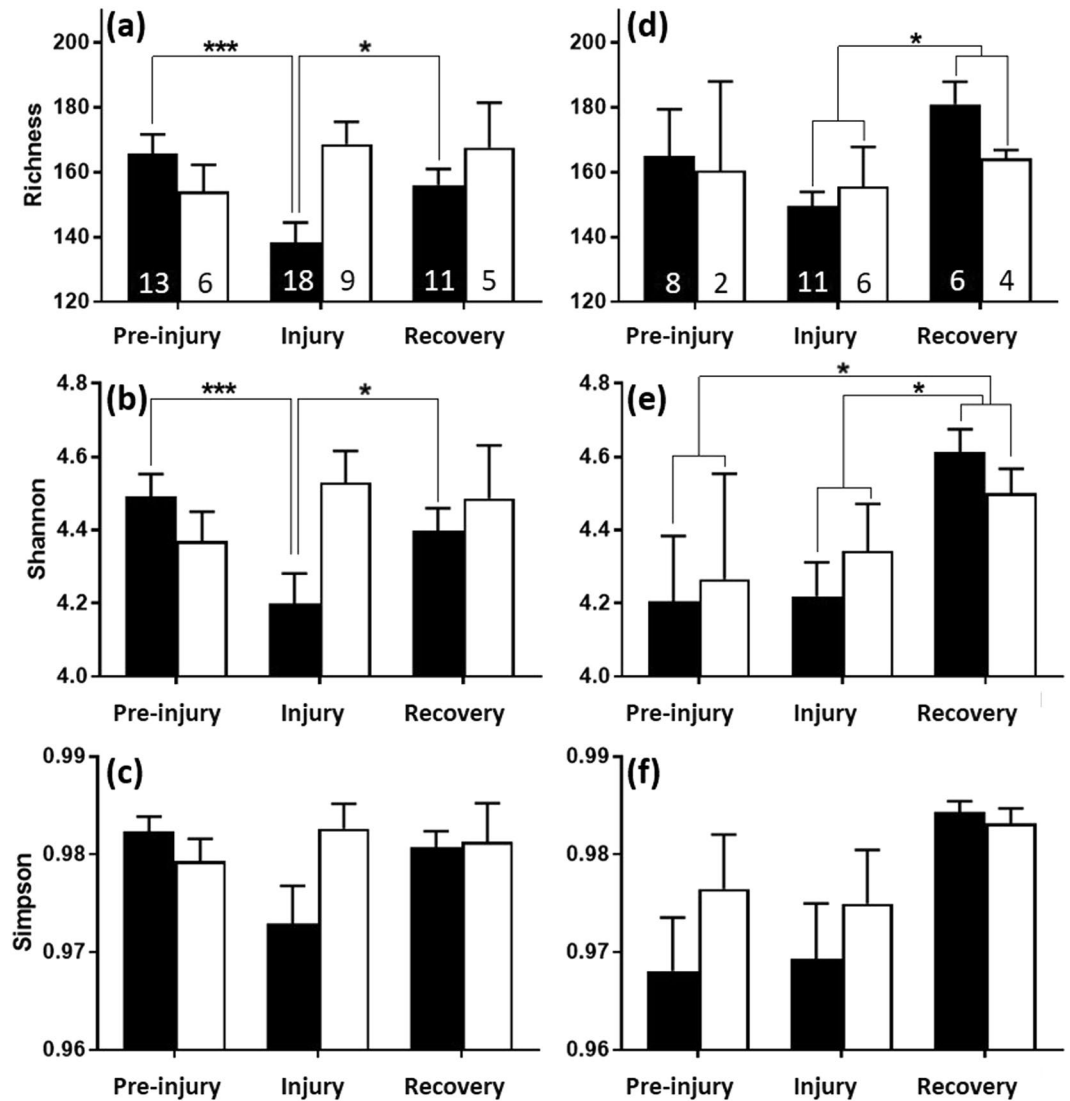 (a)
Richness
200
180
160
140
120
*** *
13 6 18 9 11 5
Pre-injury Injury Recovery
(d)
200
180
160
140
120
*
8 2 11 6 6 4
Pre-injury Injury Recovery
(b)
Shannon
4.8
4.6
4.4
4.2
4.0
*** *
Pre-injury Injury Recovery
(e)
4.8
4.6
4.4
4.2
4.0
*
*
Pre-injury Injury Recovery
(c)
Simpson
0.99
0.98
0.97
0.96
Pre-injury Injury Recovery
(f)
0.99
0.98
0.97
0.96
Pre-injury Injury Recovery